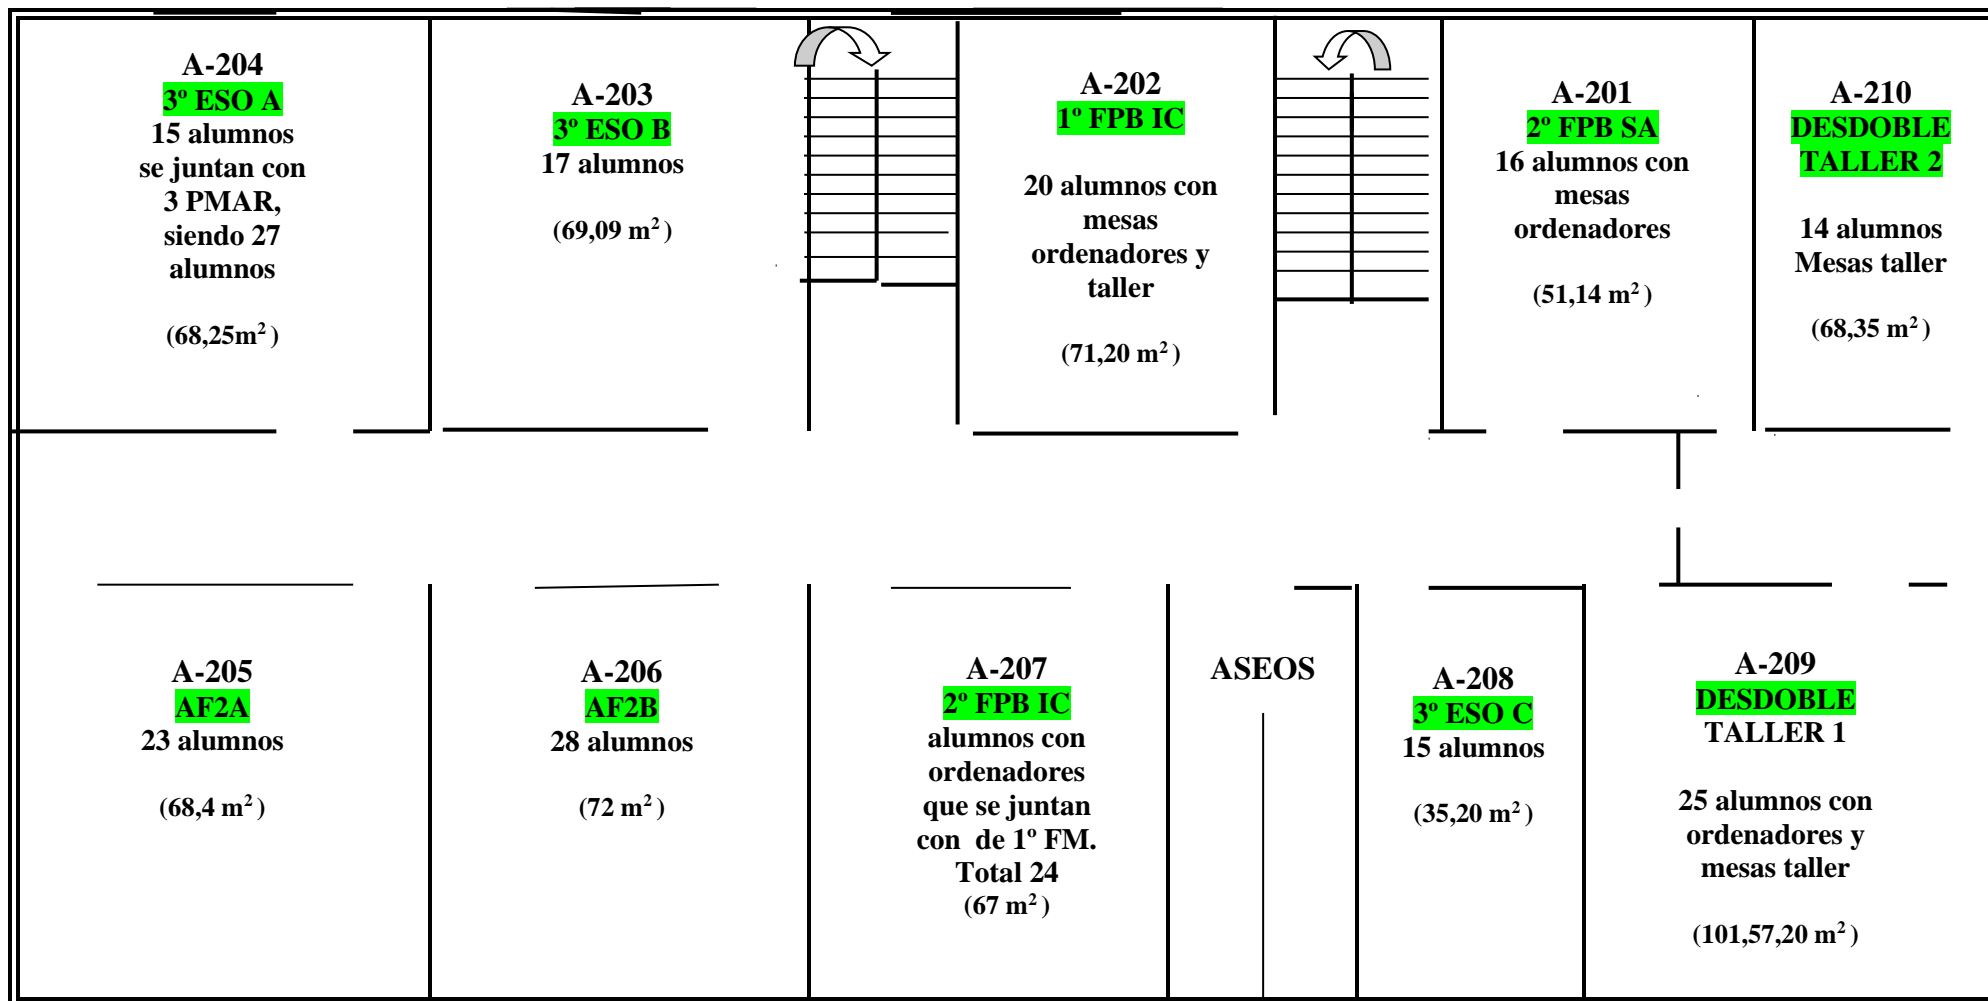 A-204
3º ESO A
15 alumnos
se juntan con
3 PMAR,
siendo 27
alumnos
(68,25m² )
A-203
3º ESO B
17 alumnos
(69,09 m² )
A-202
1º FPB IC
20 alumnos con
mesas
ordenadores y
taller
(71,20 m² )
A-201
2º FPB SA
16 alumnos con
mesas
ordenadores
(51,14 m² )
A-210
DESDOBLE
TALLER 2
14 alumnos
Mesas taller
(68,35 m² )
A-205
AF2A
23 alumnos
(68,4 m² )
A-206
AF2B
28 alumnos
(72 m² )
A-207
2º FPB IC
alumnos con
ordenadores
que se juntan
con de 1º FM.
Total 24
(67 m² )
ASEOS
A-208
3º ESO C
15 alumnos
(35,20 m² )
A-209
DESDOBLE
TALLER 1
25 alumnos con
ordenadores y
mesas taller
(101,57,20 m² )